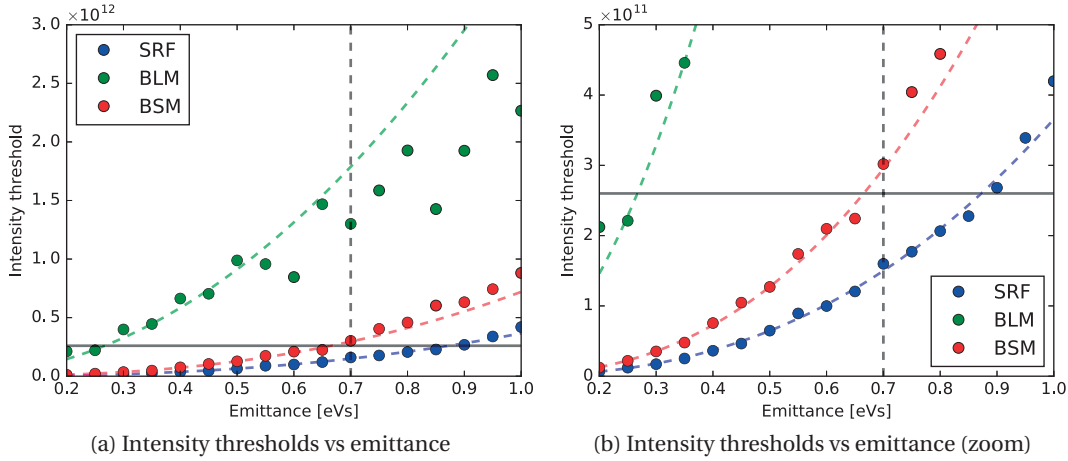 1e12
3.0
2.5
2.0
1.5
1.0
0.5
0.0
Intensity threshold
SRF
BLM
BSM
0.2 0.3 0.4 0.5 0.6 0.7 0.8 0.9 1.0
Emittance [eVs]
(a) Intensity thresholds vs emittance
1e11
5
4
3
2
1
0
Intensity threshold
SRF
BLM
BSM
0.2 0.3 0.4 0.5 0.6 0.7 0.8 0.9 1.0
Emittance [eVs]
(b) Intensity thresholds vs emittance (zoom)